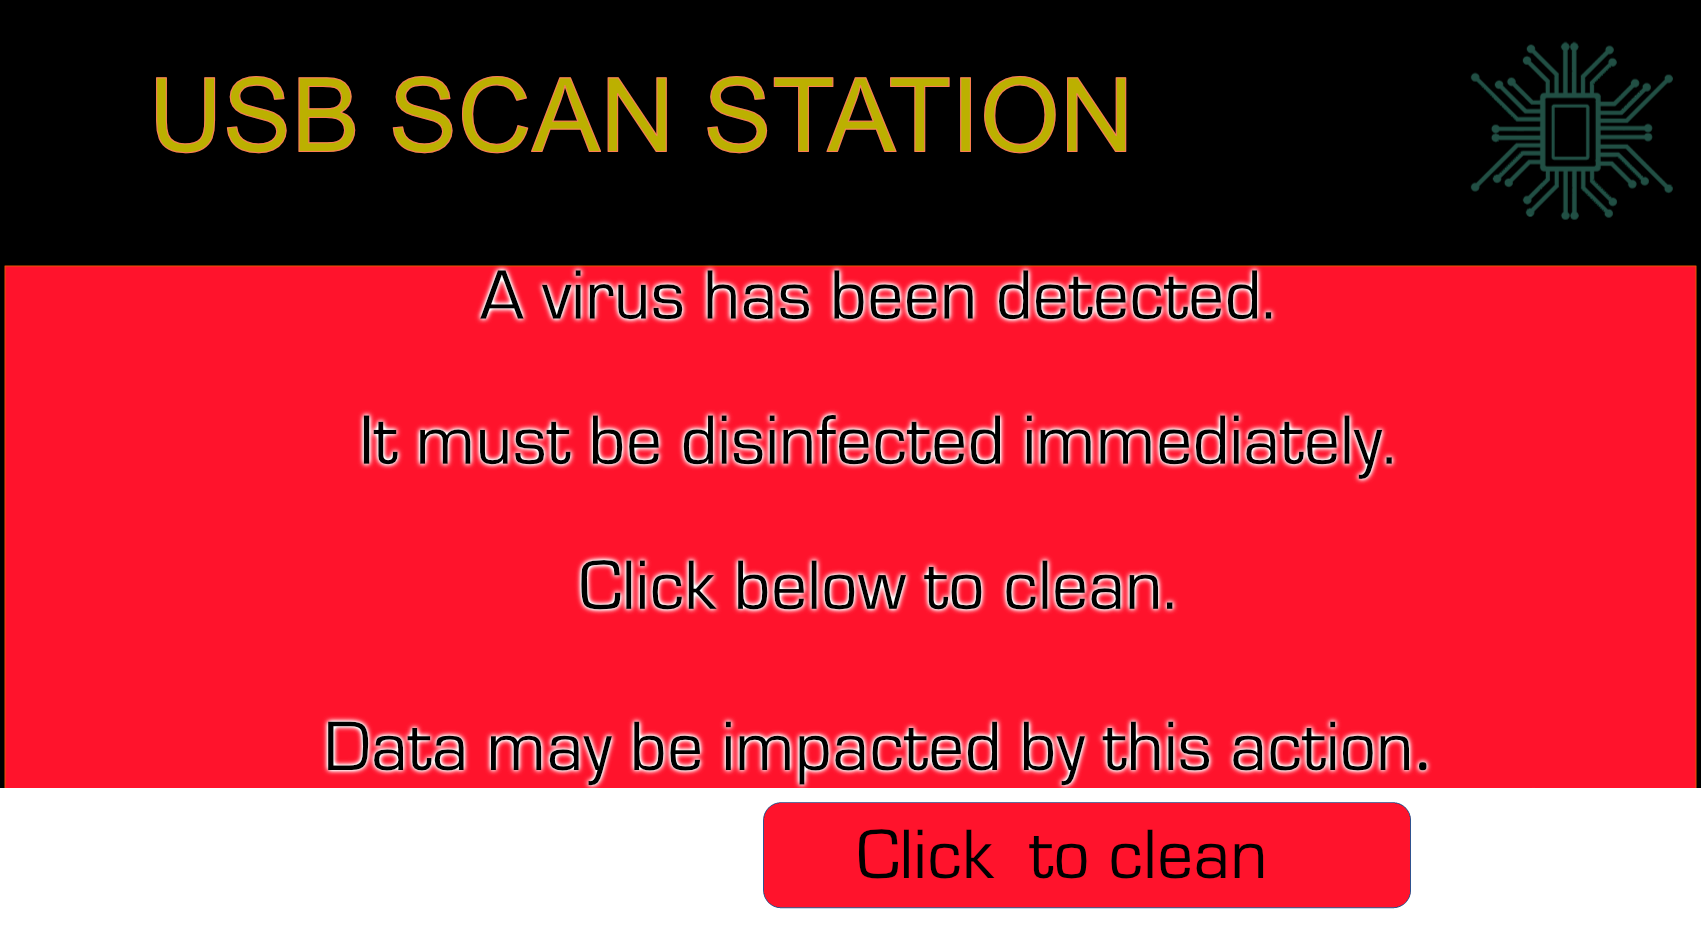 USB SCAN STATION
A virus has been detected.
It must be disinfected immediately.
Click below to clean.
Data may be impacted by this action.
Click to clean